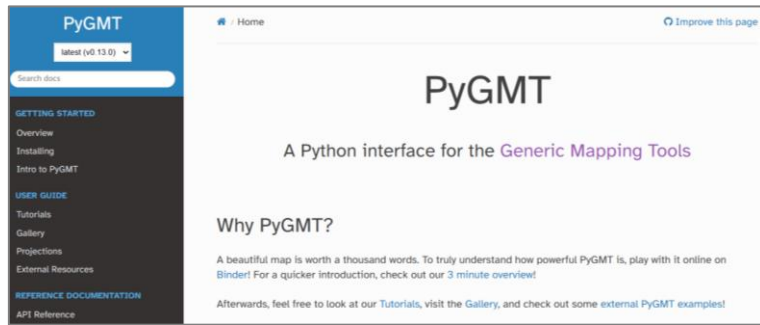 PyGMT
latest (v0.13.0)
Search docs
GETTING STARTED
Overview
Installing
Intro to PyGMT
USER GUIDE
Tutorials
Gallery
Projections
External Resources
REFERENCE DOCUMENTATION
API Reference
/ Home
Improve this page
PyGMT
A Python interface for the Generic Mapping Tools
Why PyGMT?
A beautiful map is worth a thousand words. To truly understand how powerful PyGMT is, play with it online on
Binder! For a quicker introduction, check out our 3 minute overview!
Afterwards, feel free to look at our Tutorials, visit the Gallery, and check out some external PyGMT examples!